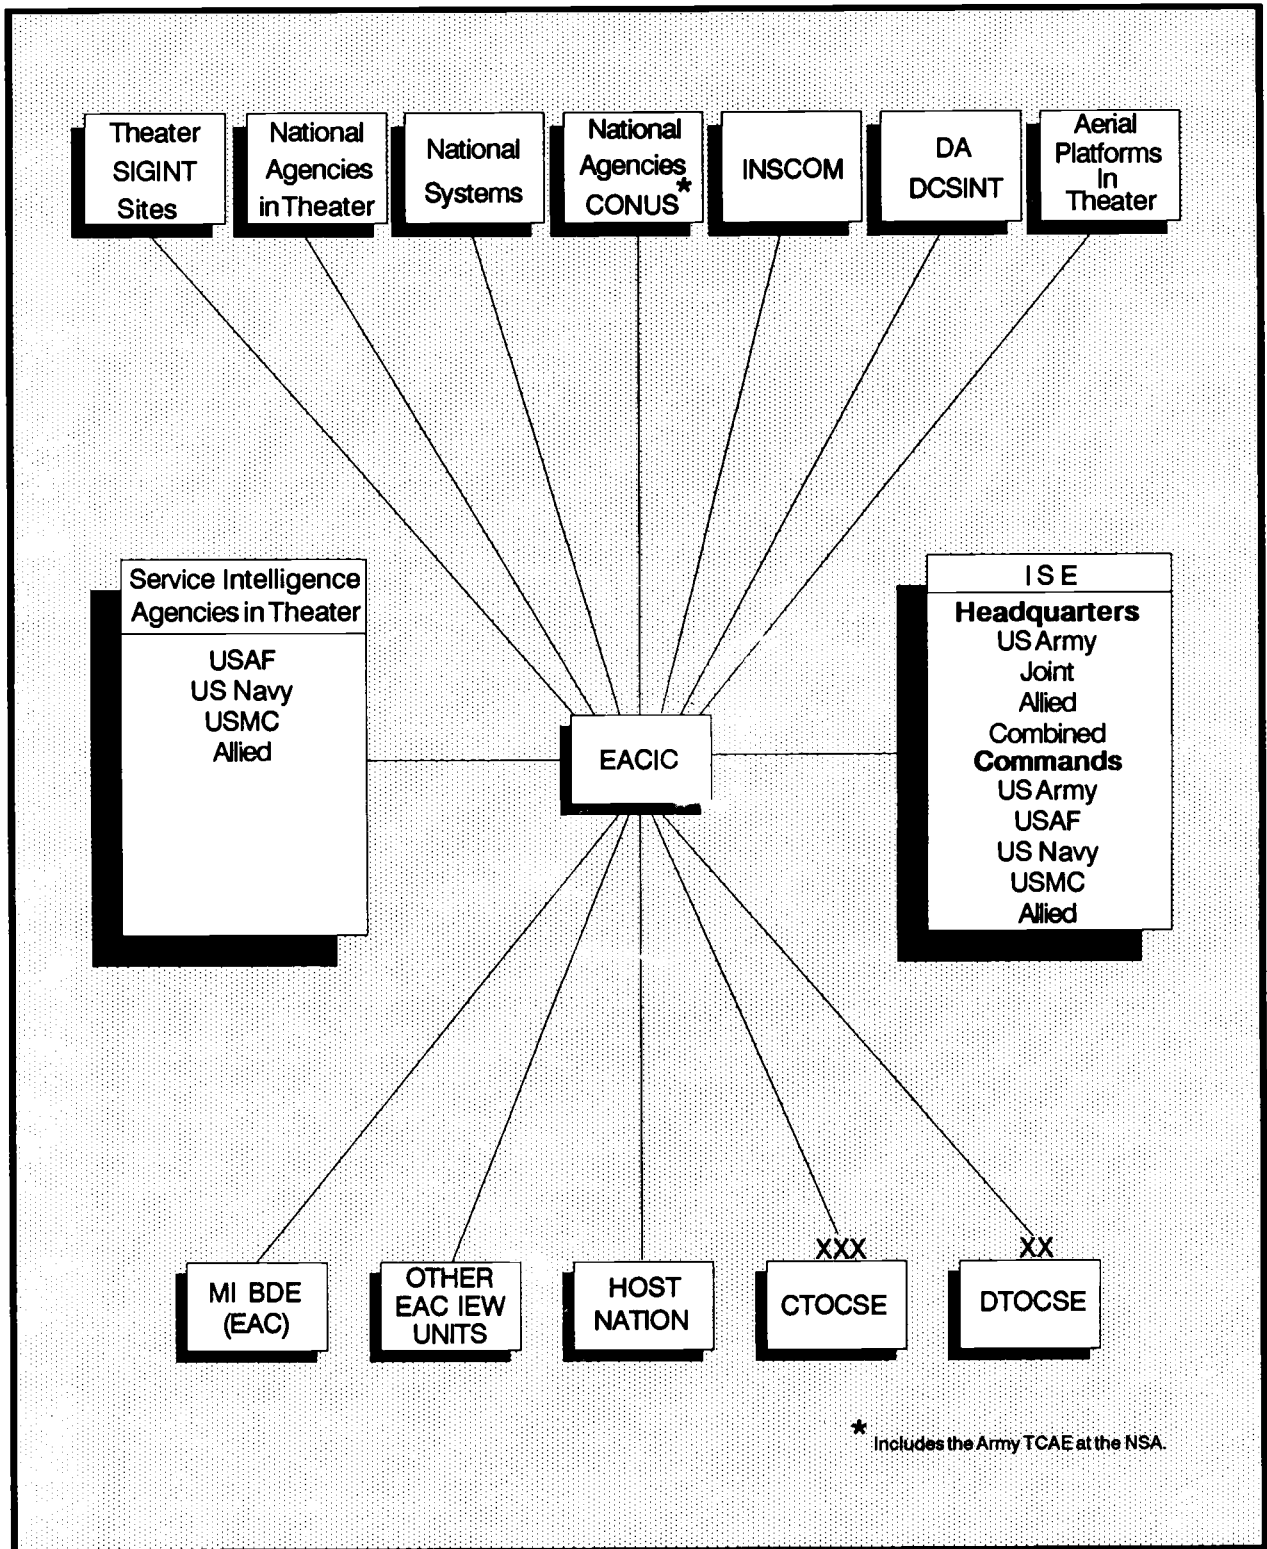 Theater
SIGINT
Sites
National
Agencies
in Theater
National
Systems
National
Agencies
CONUS*
INSCOM
DA
DCSINT
Aerial
Platforms
In
Theater
Service Intelligence
Agencies in Theater
USAF
US Navy
USMC
Allied
EACIC
ISE
Headquarters
US Army
Joint
Allied
Combined
Commands
US Army
USAF
US Navy
USMC
Allied
MI BDE
(EAC)
OTHER
EAC IEW
UNITS
HOST
NATION
XXX
CTOCSE
XX
DTOCSE
* Includes the Army TCAE at the NSA.